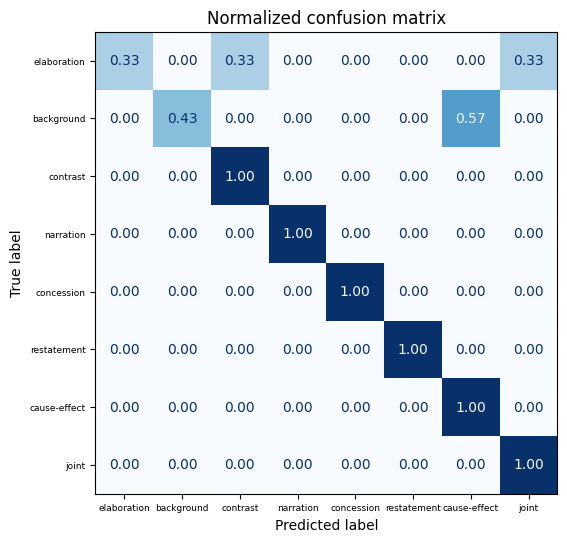 Normalized confusion matrix
True label
elaboration 0.33 0.00 0.33 0.00 0.00 0.00 0.00 0.33
background 0.00 0.43 0.00 0.00 0.00 0.00 0.57 0.00
contrast 0.00 0.00 1.00 0.00 0.00 0.00 0.00 0.00
narration 0.00 0.00 0.00 1.00 0.00 0.00 0.00 0.00
concession 0.00 0.00 0.00 0.00 1.00 0.00 0.00 0.00
restatement 0.00 0.00 0.00 0.00 0.00 1.00 0.00 0.00
cause-effect 0.00 0.00 0.00 0.00 0.00 0.00 1.00 0.00
joint 0.00 0.00 0.00 0.00 0.00 0.00 0.00 1.00
elaboration background contrast narration concession restatement cause-effect joint
Predicted label